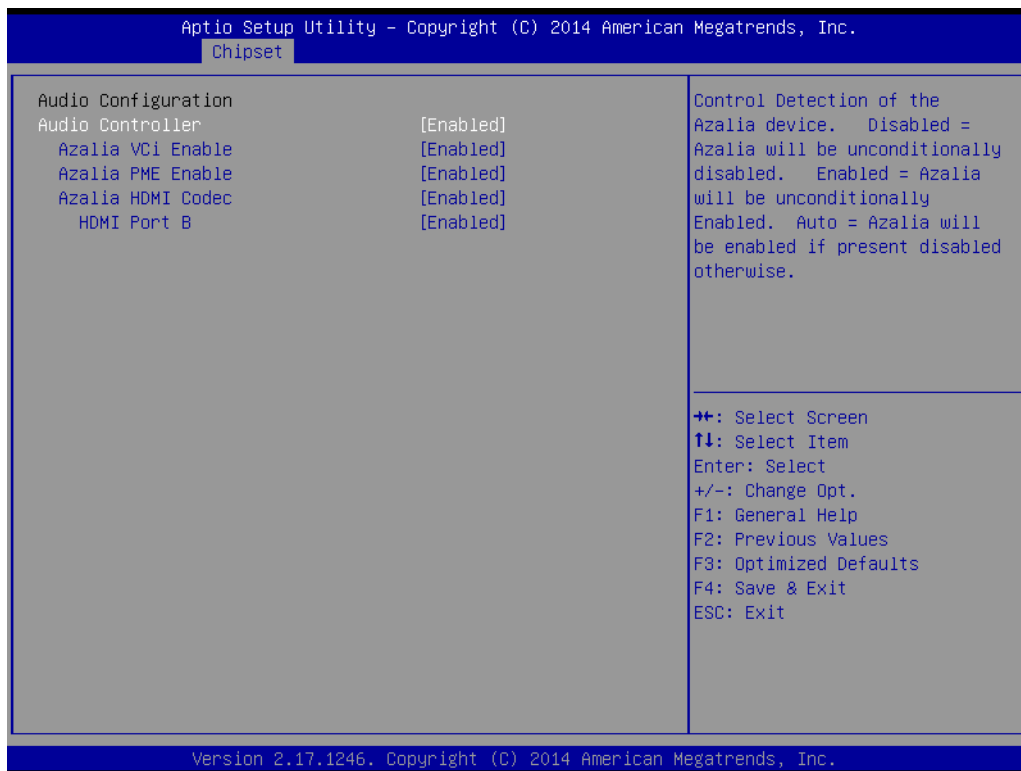 Aptio Setup Utility – Copyright (C) 2014 American Megatrends, Inc.
Chipset
Audio Configuration
Audio Controller [Enabled]
Azalia VCi Enable [Enabled]
Azalia PME Enable [Enabled]
Azalia HDMI Codec [Enabled]
HDMI Port B [Enabled]
Control Detection of the
Azalia device. Disabled =
Azalia will be unconditionally
disabled. Enabled = Azalia
will be unconditionally
Enabled. Auto = Azalia will
be enabled if present disabled
otherwise.
→←: Select Screen
↑↓: Select Item
Enter: Select
+/-: Change Opt.
F1: General Help
F2: Previous Values
F3: Optimized Defaults
F4: Save & Exit
ESC: Exit
Version 2.17.1246. Copyright (C) 2014 American Megatrends, Inc.